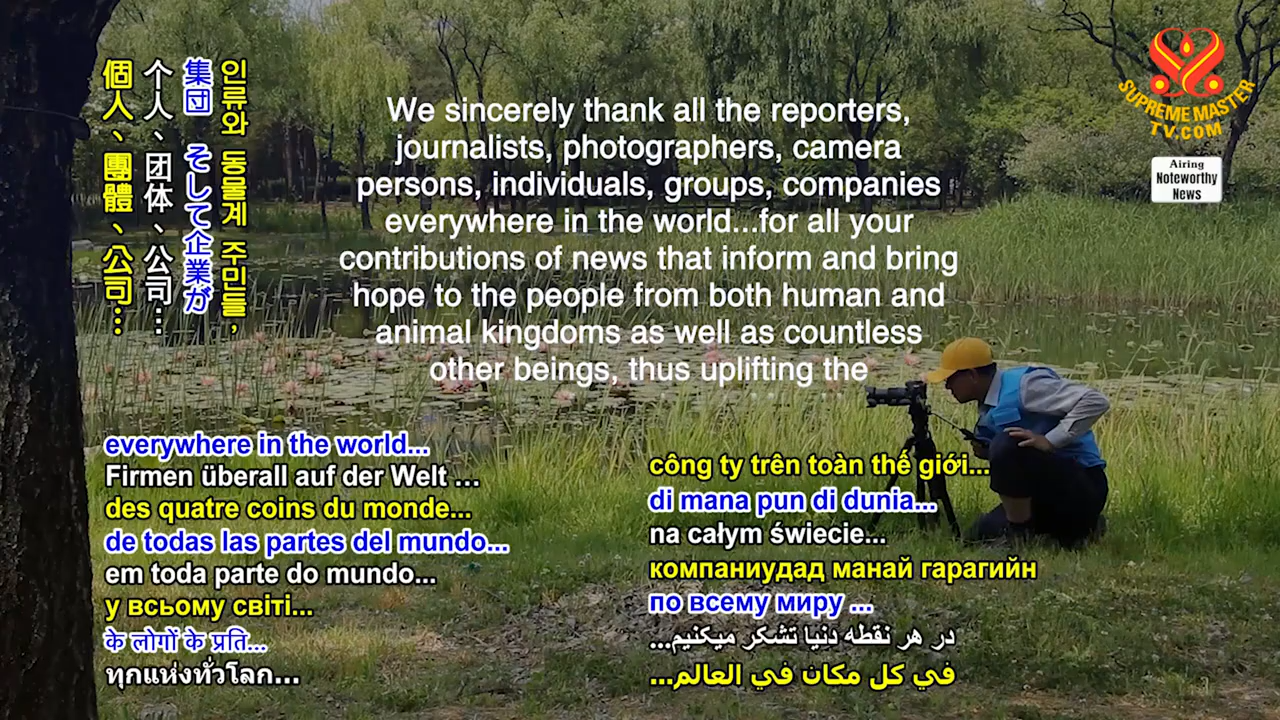 個人、團體、公司…
个人、团体、公司…
集団 そして企業が
인류와 동물계 주민들,
We sincerely thank all the reporters,
journalists, photographers, camera
persons, individuals, groups, companies
everywhere in the world...for all your
contributions of news that inform and bring
hope to the people from both human and
animal kingdoms as well as countless
other beings, thus uplifting the
SUPREME MASTER
TV.COM
Airing
Noteworthy
News
everywhere in the world...
Firmen überall auf der Welt …
des quatre coins du monde...
de todas las partes del mundo...
em toda parte do mundo...
у всьому світі...
के लोगों के प्रति...
ทุกแห่งทั่วโลก...
công ty trên toàn thế giới...
di mana pun di dunia...
na całym świecie...
компаниудад манай гарагийн
по всему миру ...
در هر نقطه دنیا تشکر میکنیم...
في كل مكان في العالم...